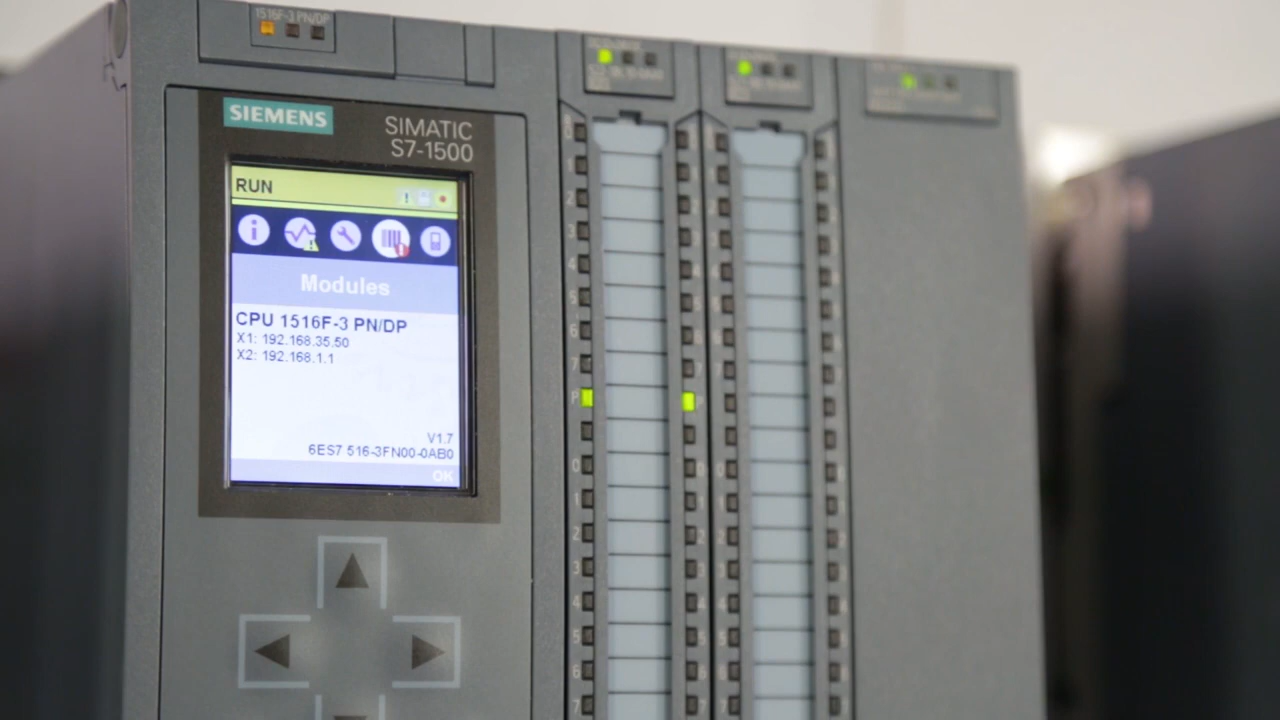 1516F-3 PN/DP
SIEMENS
SIMATIC
S7-1500
RUN
Modules
CPU 1516F-3 PN/DP
X1: 192.168.35.50
X2: 192.168.1.1
V1.7
6ES7 516-3FN00-0AB0
OK